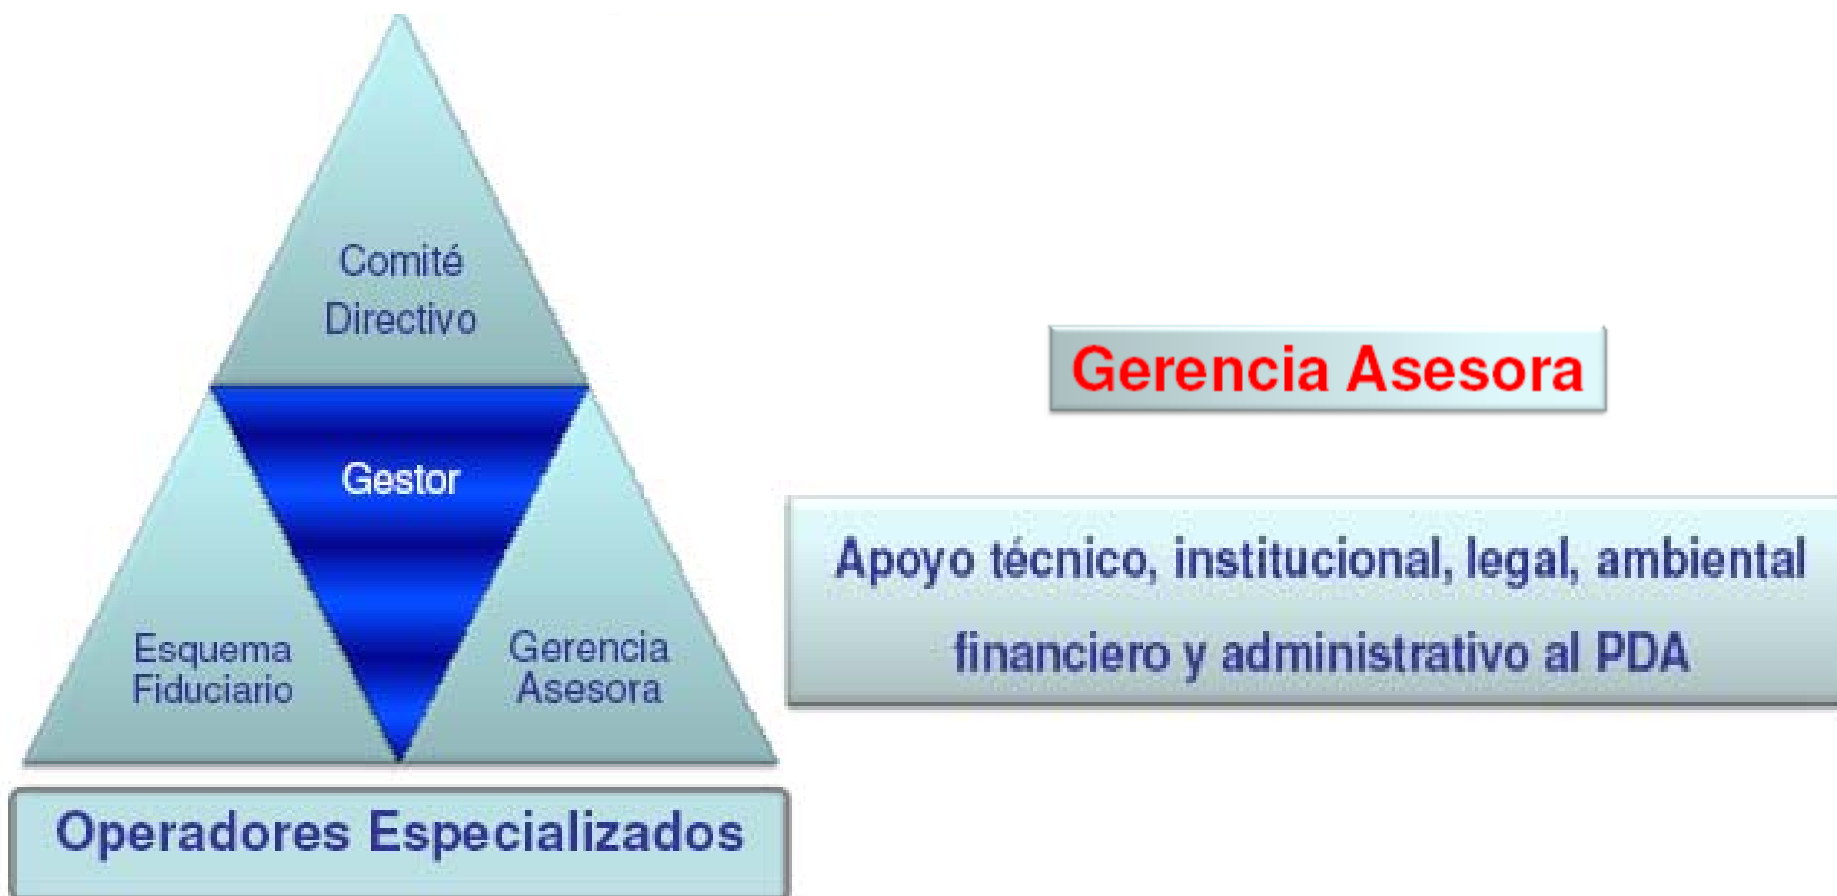 Comité
Directivo
Gestor
Esquema
Fiduciario
Gerencia
Asesora
Operadores Especializados
Gerencia Asesora
Apoyo técnico, institucional, legal, ambiental
financiero y administrativo al PDA